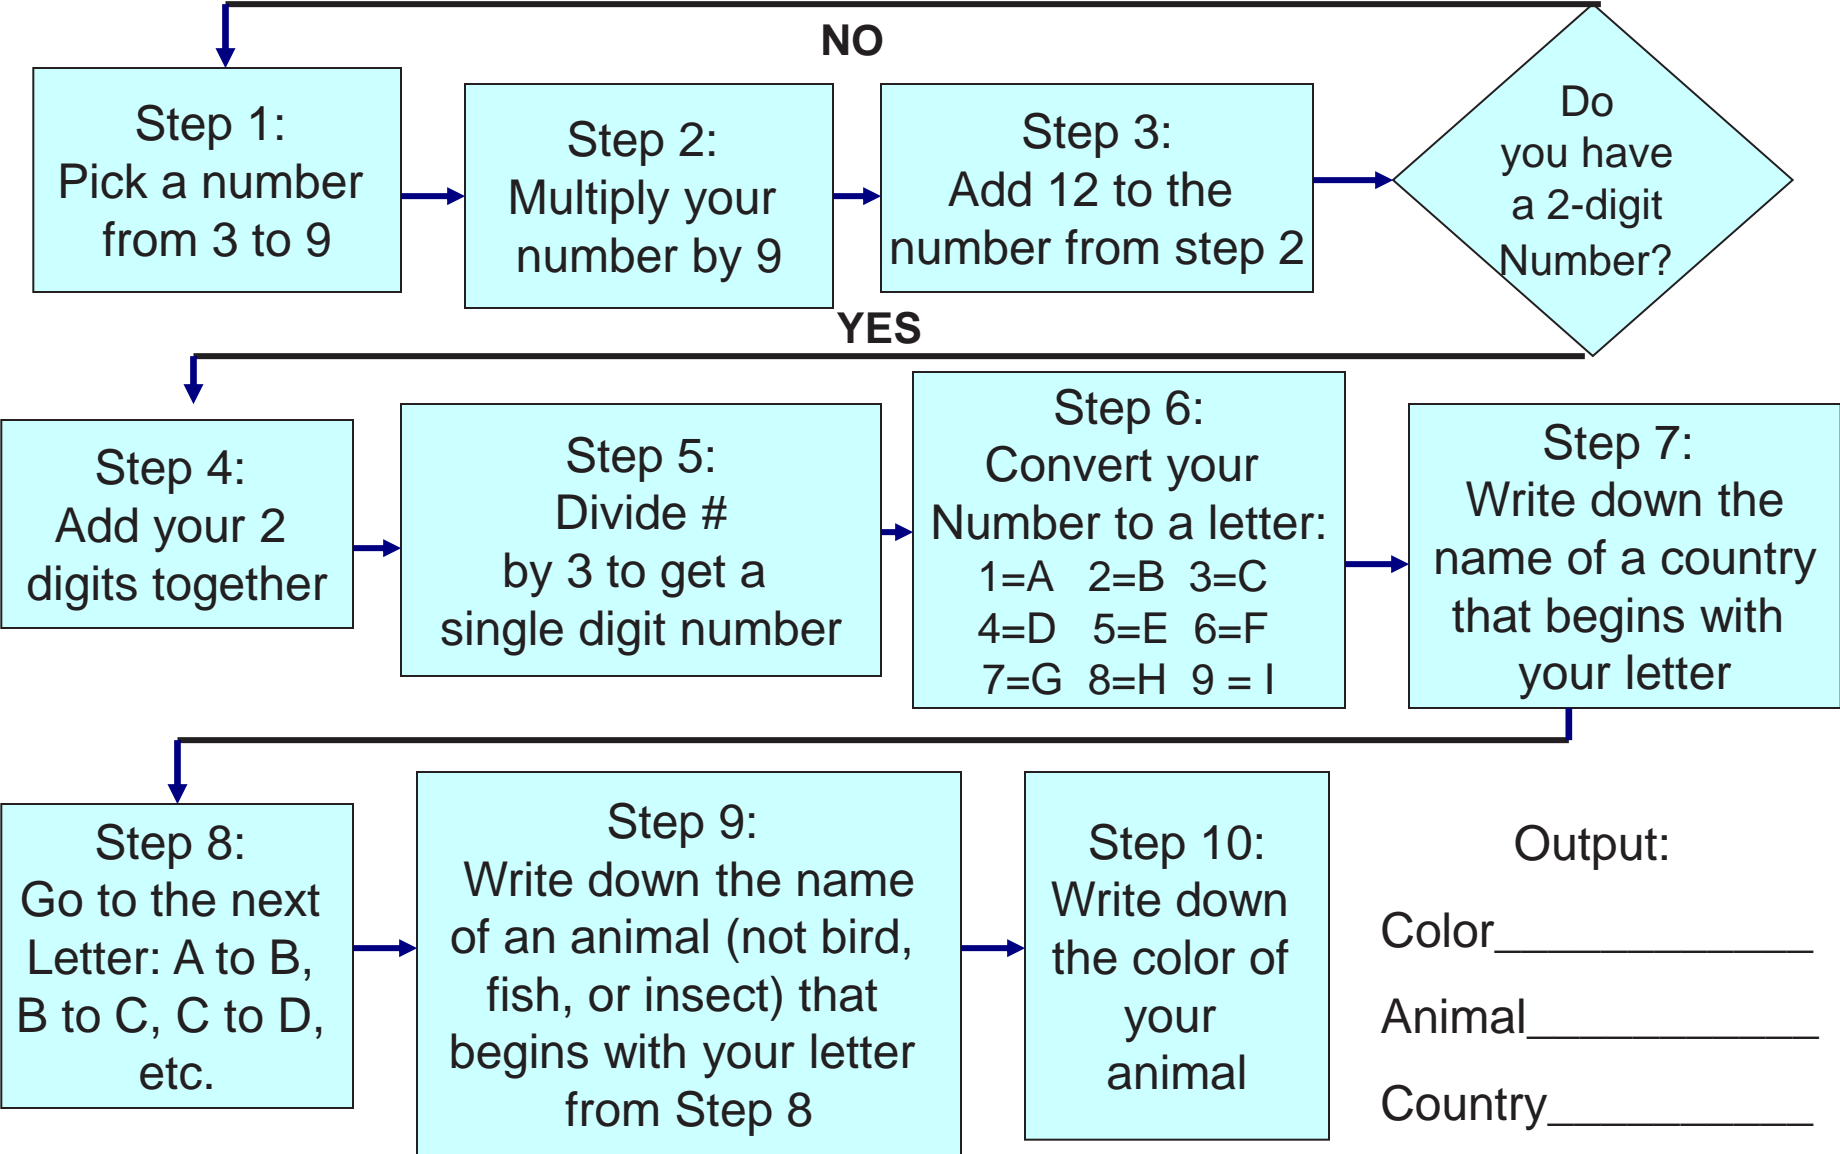 NO
Step 1:
Pick a number
from 3 to 9
Step 2:
Multiply your
number by 9
Step 3:
Add 12 to the
number from step 2
Do
you have
a 2-digit
Number?
YES
Step 4:
Add your 2
digits together
Step 5:
Divide #
by 3 to get a
single digit number
Step 6:
Convert your
Number to a letter:
1=A 2=B 3=C
4=D 5=E 6=F
7=G 8=H 9 = I
Step 7:
Write down the
name of a country
that begins with
your letter
Step 8:
Go to the next
Letter: A to B,
B to C, C to D,
etc.
Step 9:
Write down the name
of an animal (not bird,
fish, or insect) that
begins with your letter
from Step 8
Step 10:
Write down
the color of
your
animal
Output:
Color____________
Animal___________
Country__________